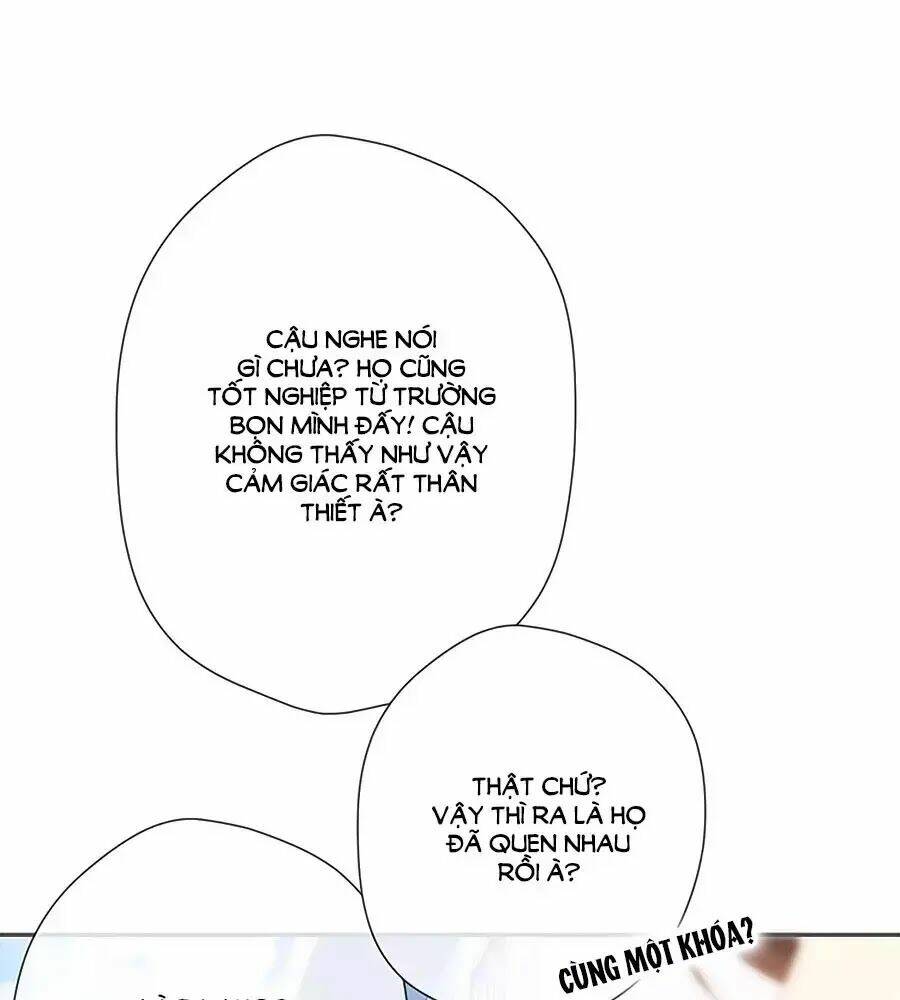 CẬU NGHE NÓI
GÌ CHƯA? HỌ CŨNG
TỐT NGHIỆP TỪ TRƯỜNG
BỌN MÌNH ĐẤY! CẬU
KHÔNG THẤY NHƯ VẬY
CẢM GIÁC RẤT THÂN
THIẾT À?
THẬT CHỨ?
VẬY THÌ RA LÀ HỌ
ĐÃ QUEN NHAU
RỒI À?
CÙNG MỘT KHÓA?